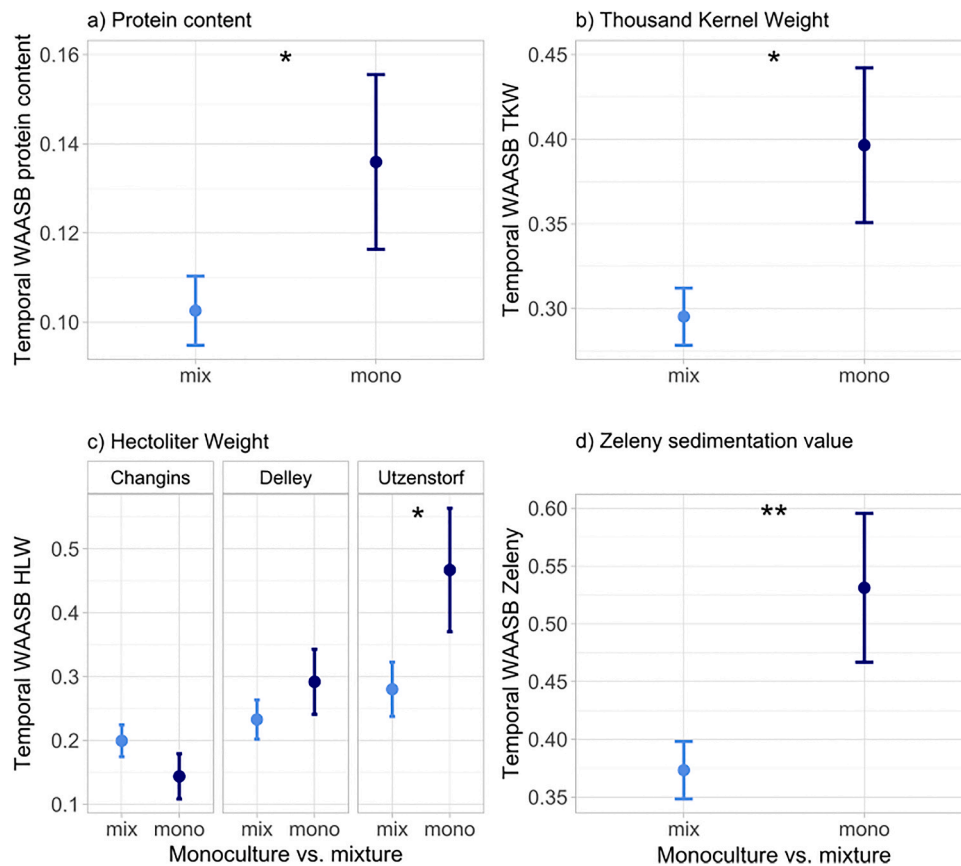 a) Protein content
*
Temporal WAASB protein content
0.16
0.14
0.12
0.10
mix mono
b) Thousand Kernel Weight
*
Temporal WAASB TKW
0.45
0.40
0.35
0.30
mix mono
c) Hectoliter Weight
Changins Delley Utzenstorf
*
Temporal WAASB HLW
0.5
0.4
0.3
0.2
0.1
mix mono mix mono mix mono
Monoculture vs. mixture
d) Zeleny sedimentation value
**
Temporal WAASB Zeleny
0.60
0.55
0.50
0.45
0.40
0.35
mix mono
Monoculture vs. mixture